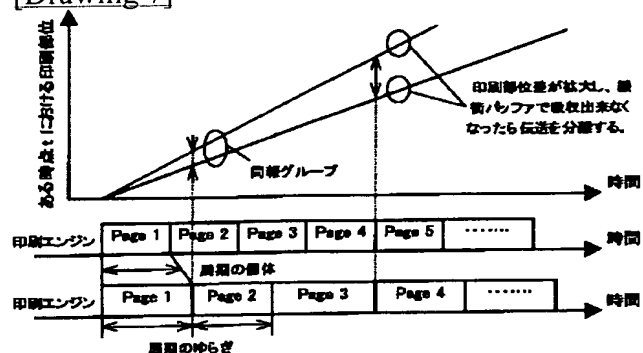 [Drawing 7]
ある時点tにおける印刷部位
印刷部位差が拡大し、緩
衝バッファで吸収出来なく
なったら伝送を分離する。
同報グループ
時間
印刷エンジン Page 1 Page 2 Page 3 Page 4 Page 5 ‥‥‥ 時間
周期の個体
印刷エンジン Page 1 Page 2 Page 3 Page 4 ‥‥‥ 時間
周期のゆらぎ